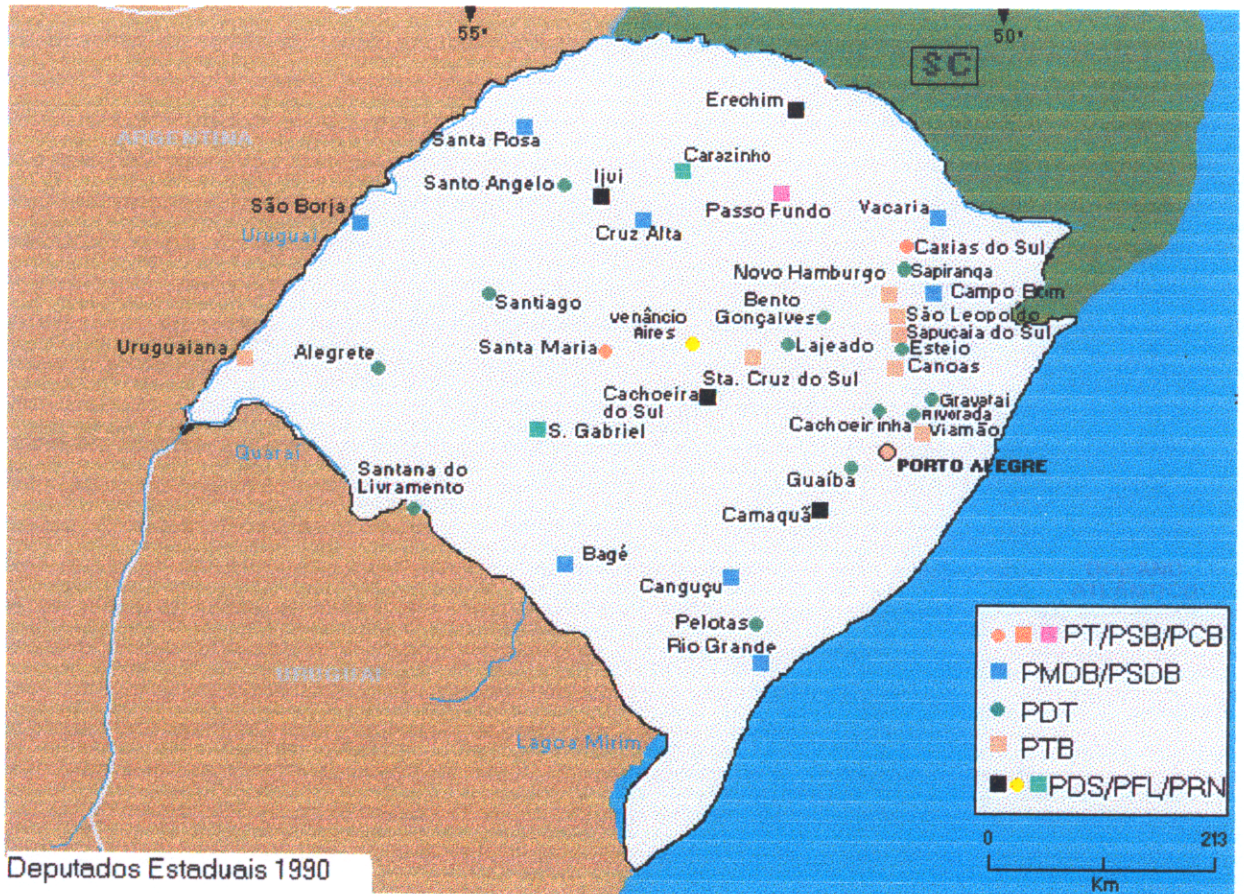 55°
50°
SC
ARGENTINA
Erechim
Santa Rosa
Carazinho
Santo Angelo
Ijui
São Borja
Passo Fundo
Vacaria
Uruguai
Cruz Alta
Caxias do Sul
Novo Hamburgo
Sapiranga
Santiago
Bento
Gonçalves
Campo Bom
São Leopoldo
Sapucaia do Sul
Uruguaiana
Alegrete
Santa Maria
Venâncio
Aires
Lajeado
Esteio
Canoas
Sta. Cruz do Sul
Cachoeira
do Sul
Gravatai
Alvorada
Cachoeirinha
Viamão
S. Gabriel
Quarai
PORTO ALEGRE
Santana do
Livramento
Guaíba
Camaquã
Bagé
Canguçu
Pelotas
Rio Grande
URUGUAI
Lagoa Mirim
PT/PSB/PCB
PMDB/PSDB
PDT
PTB
PDS/PFL/PRN
0
213
Km
Deputados Estaduais 1990